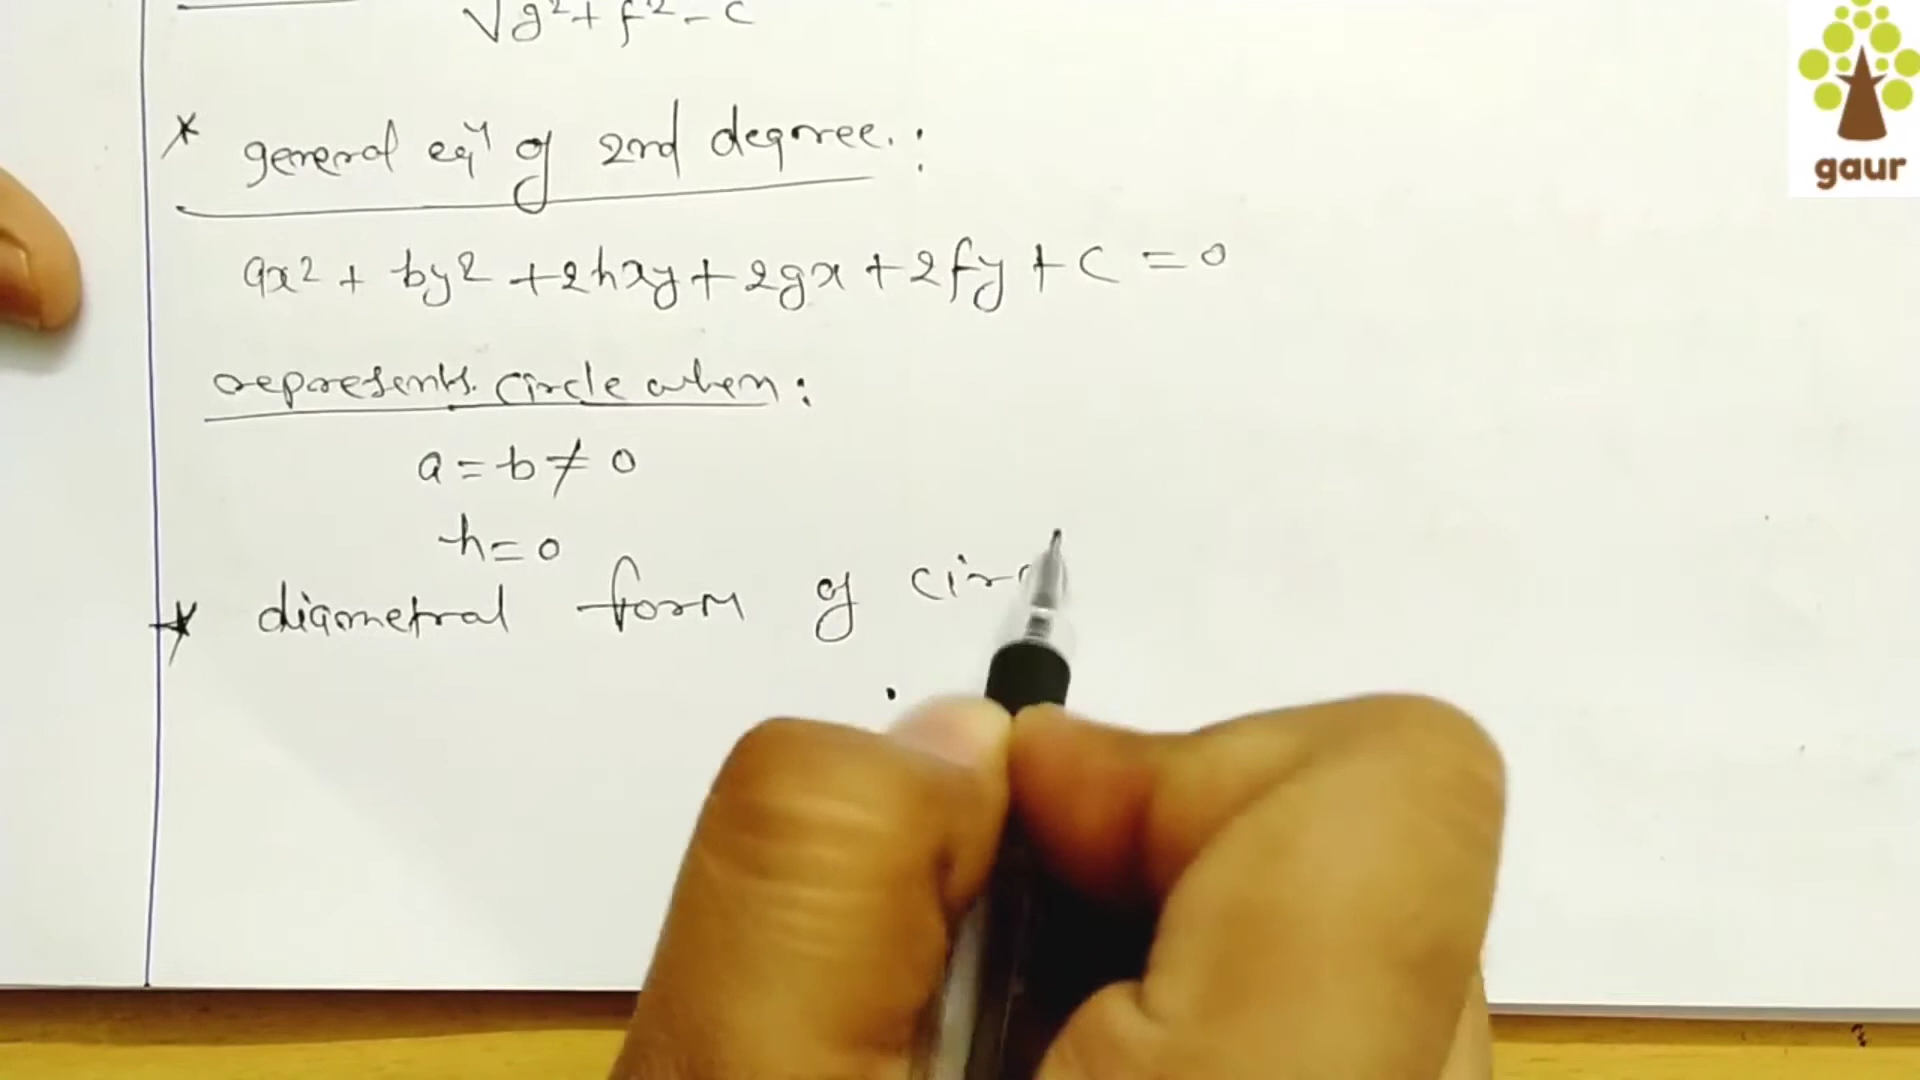 √g²+f²-c
gaur
* general eqⁿ of 2nd degree. :
ax² + by² + 2hxy + 2gx + 2fy + c = 0
represents. circle when :
a = b ≠ 0
h = 0
* diametral form of circ